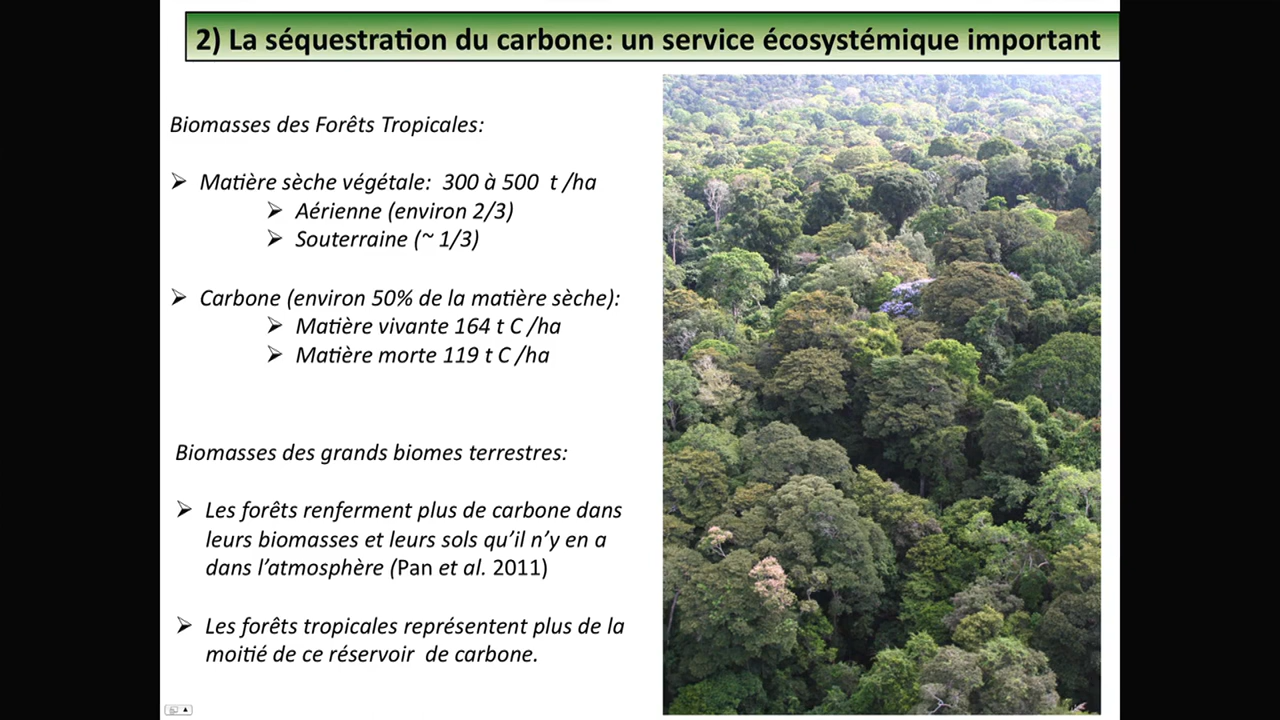 2) La séquestration du carbone: un service écosystémique important
Biomasses des Forêts Tropicales:
➢ Matière sèche végétale: 300 à 500 t /ha
➢ Aérienne (environ 2/3)
➢ Souterraine (~ 1/3)
➢ Carbone (environ 50% de la matière sèche):
➢ Matière vivante 164 t C /ha
➢ Matière morte 119 t C /ha
Biomasses des grands biomes terrestres:
➢ Les forêts renferment plus de carbone dans
leurs biomasses et leurs sols qu'il n'y en a
dans l'atmosphère (Pan et al. 2011)
➢ Les forêts tropicales représentent plus de la
moitié de ce réservoir de carbone.